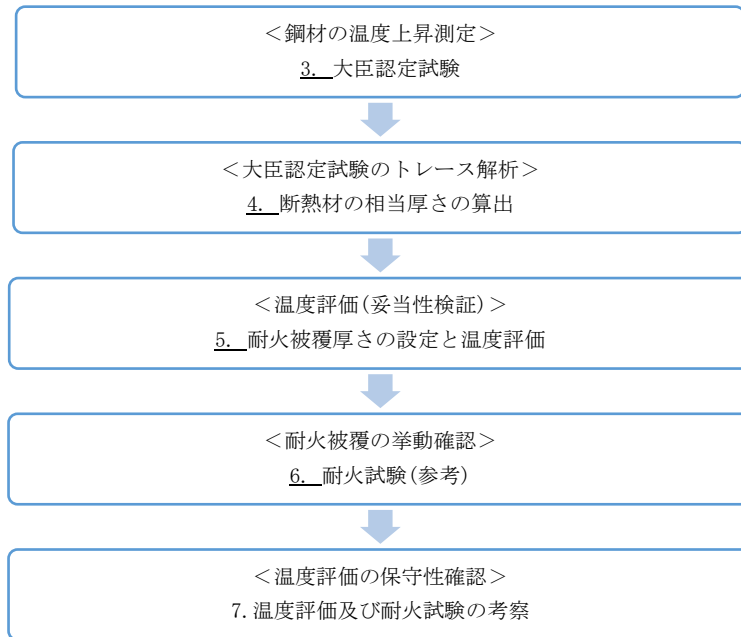 ＜鋼材の温度上昇測定＞
3. 大臣認定試験
＜大臣認定試験のトレース解析＞
4. 断熱材の相当厚さの算出
＜温度評価(妥当性検証)＞
5. 耐火被覆厚さの設定と温度評価
＜耐火被覆の挙動確認＞
6. 耐火試験(参考)
＜温度評価の保守性確認＞
7.温度評価及び耐火試験の考察